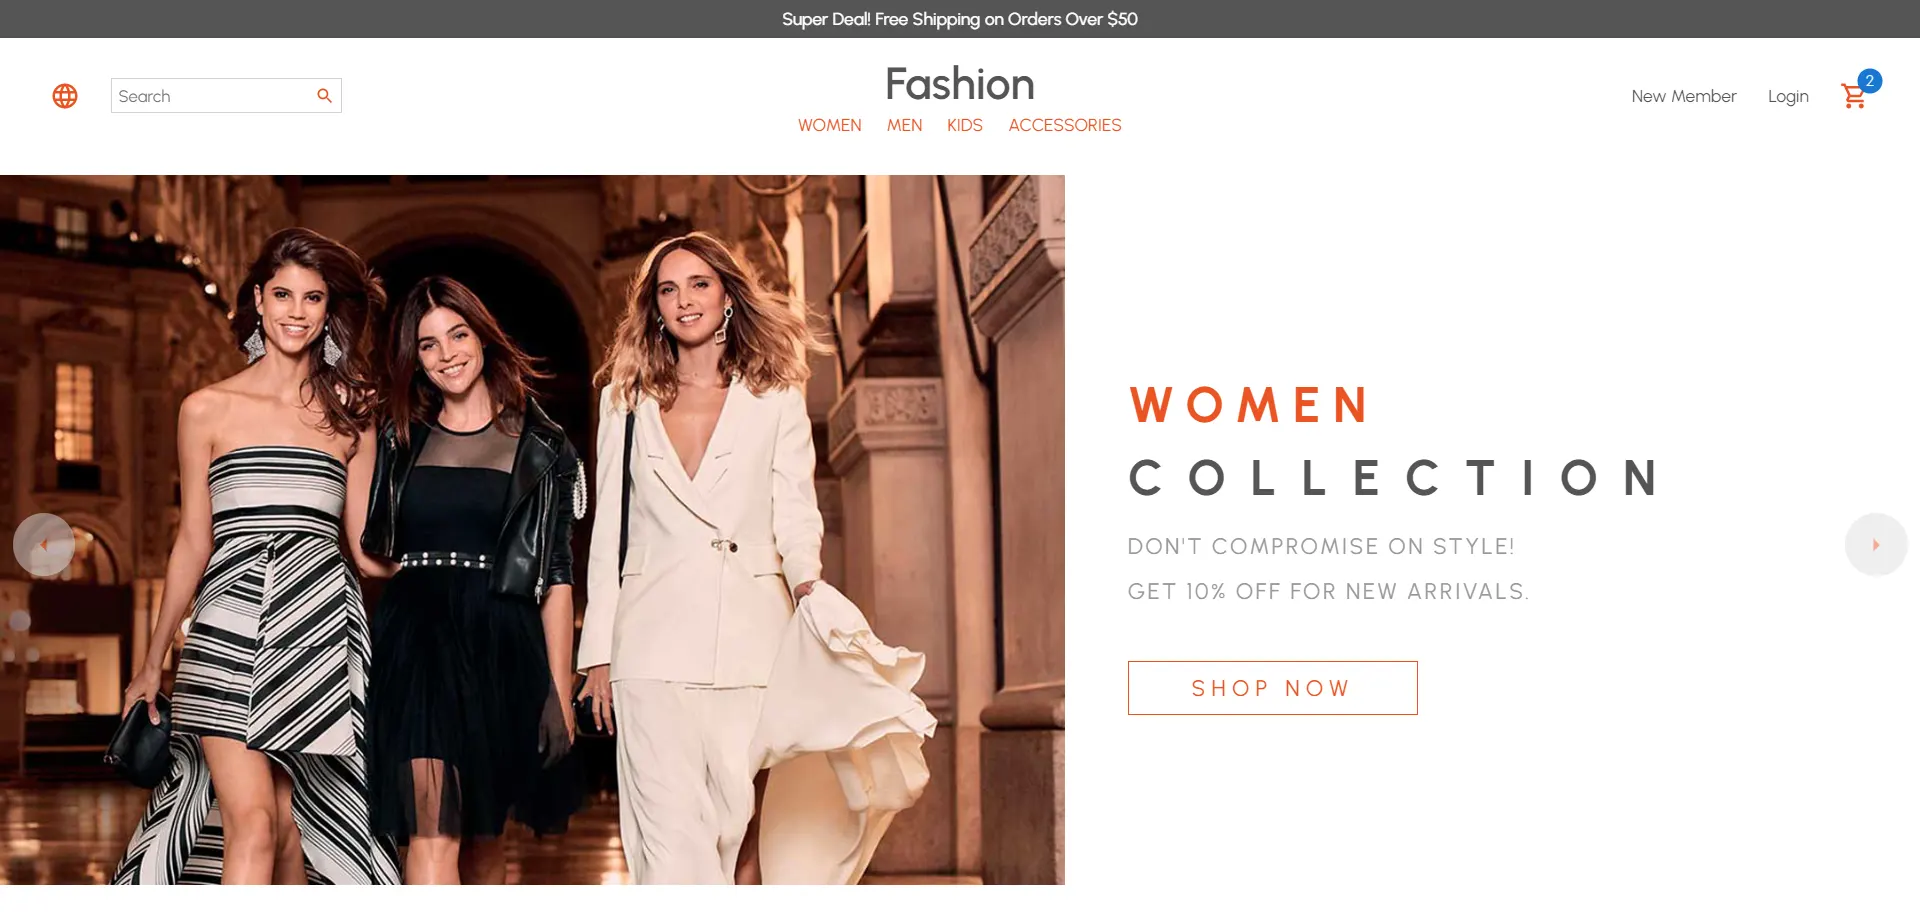 Super Deal! Free Shipping on Orders Over $50
Search
Fashion
New Member Login 2
WOMEN MEN KIDS ACCESSORIES
WOMEN
COLLECTION
DON'T COMPROMISE ON STYLE!
GET 10% OFF FOR NEW ARRIVALS.
SHOP NOW